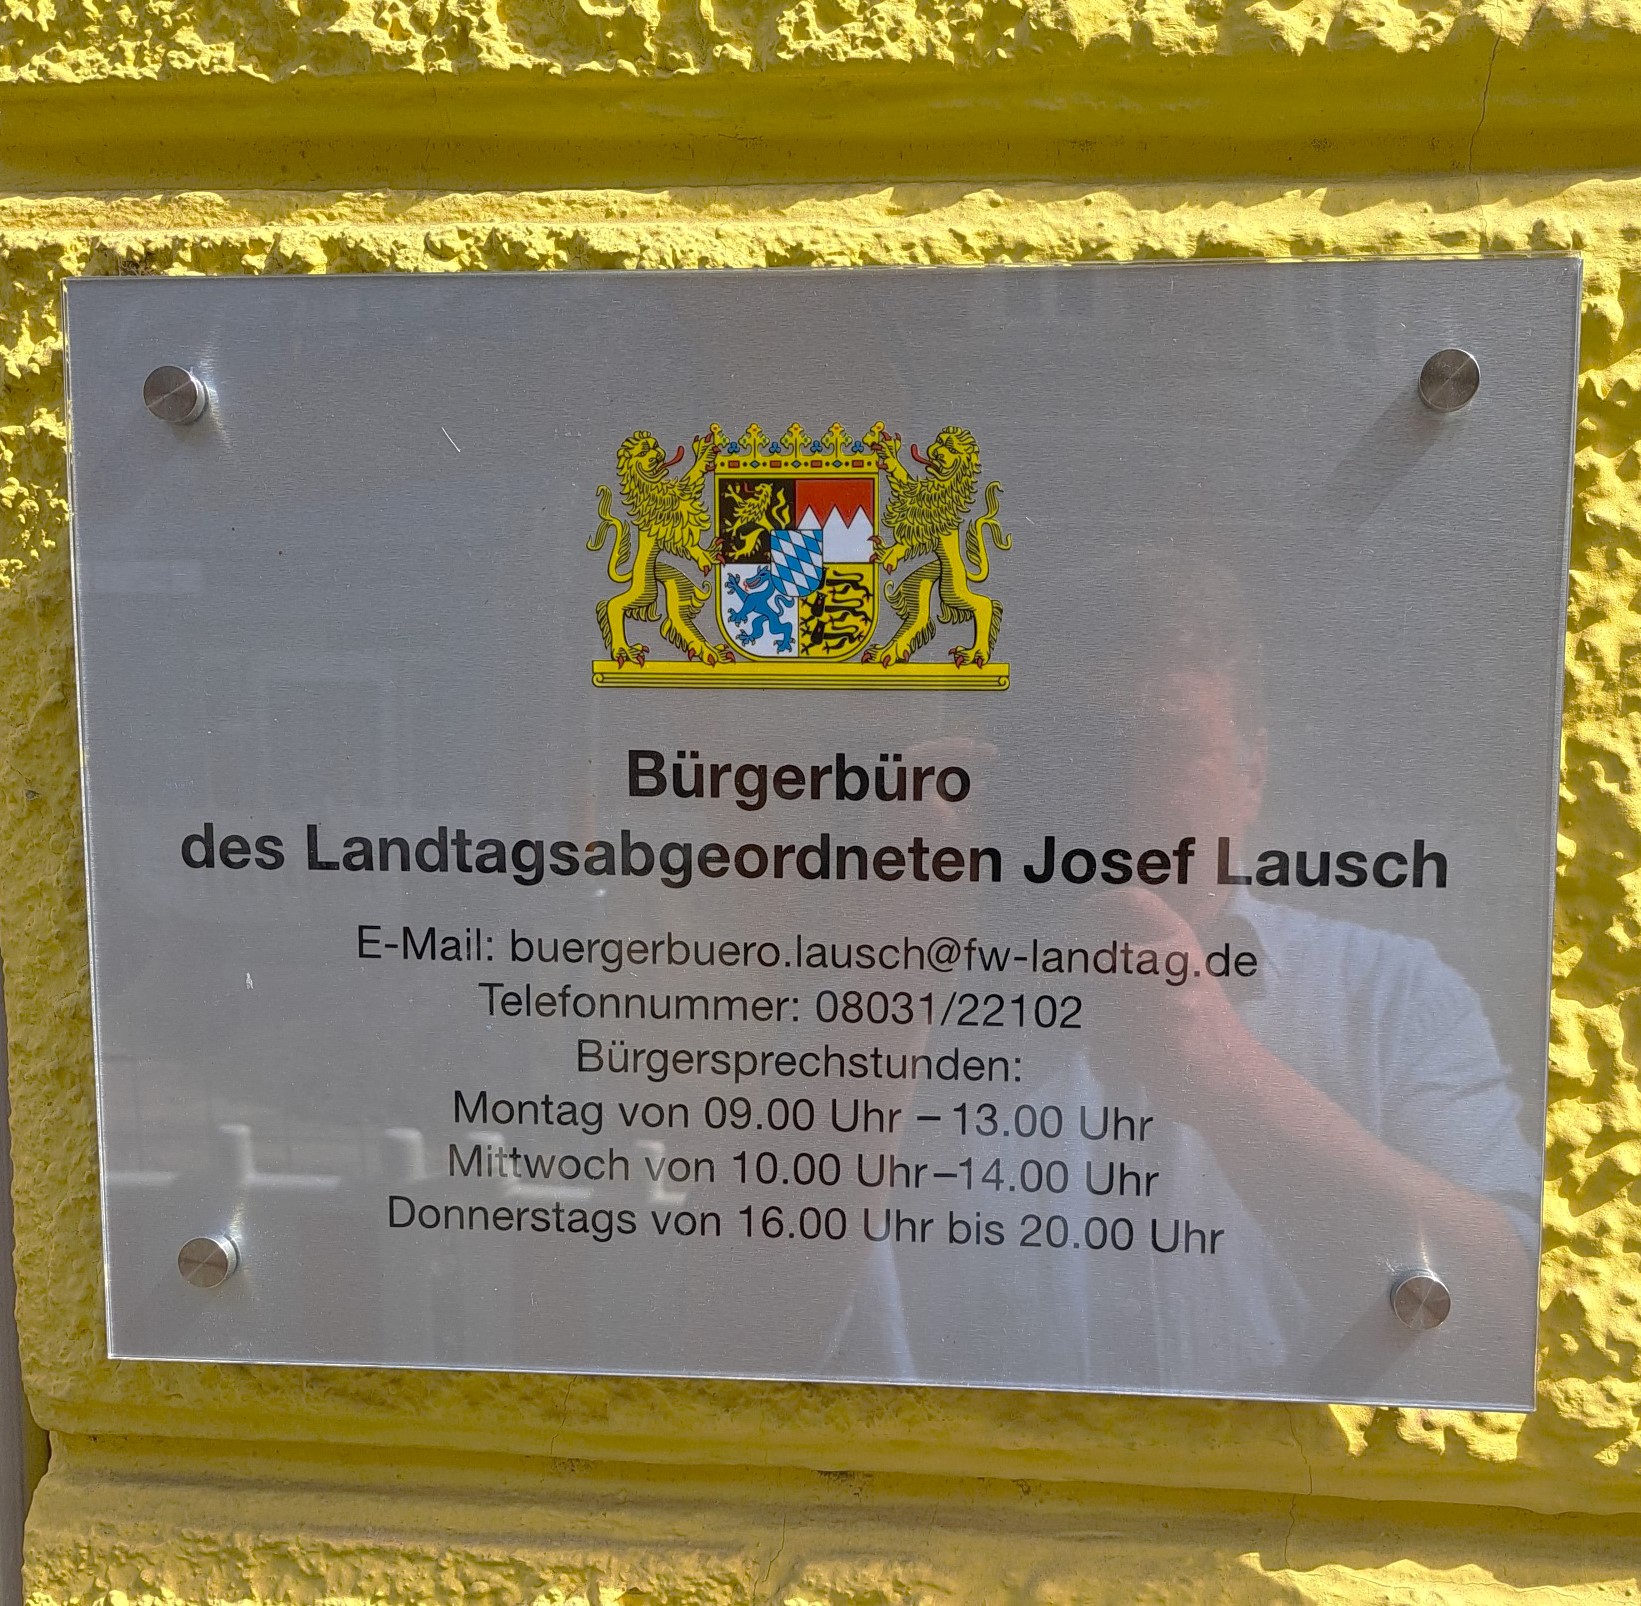 Bürgerbüro
des Landtagsabgeordneten Josef Lausch
E-Mail: buergerbuero.lausch@fw-landtag.de
Telefonnummer: 08031/22102
Bürgersprechstunden:
Montag von 09.00 Uhr – 13.00 Uhr
Mittwoch von 10.00 Uhr–14.00 Uhr
Donnerstags von 16.00 Uhr bis 20.00 Uhr